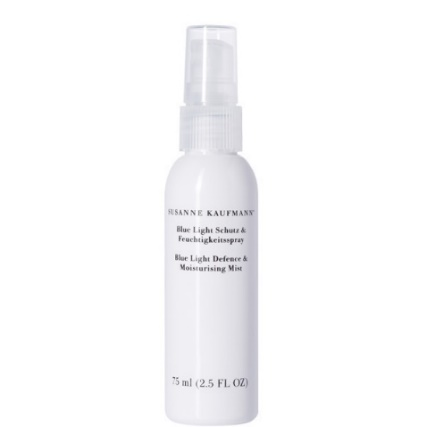 SUSANNE KAUFMANN
Blue Light Schutz &
Feuchtigkeitsspray
Blue Light Defence &
Moisturising Mist
75 ml (2.5 FL OZ)